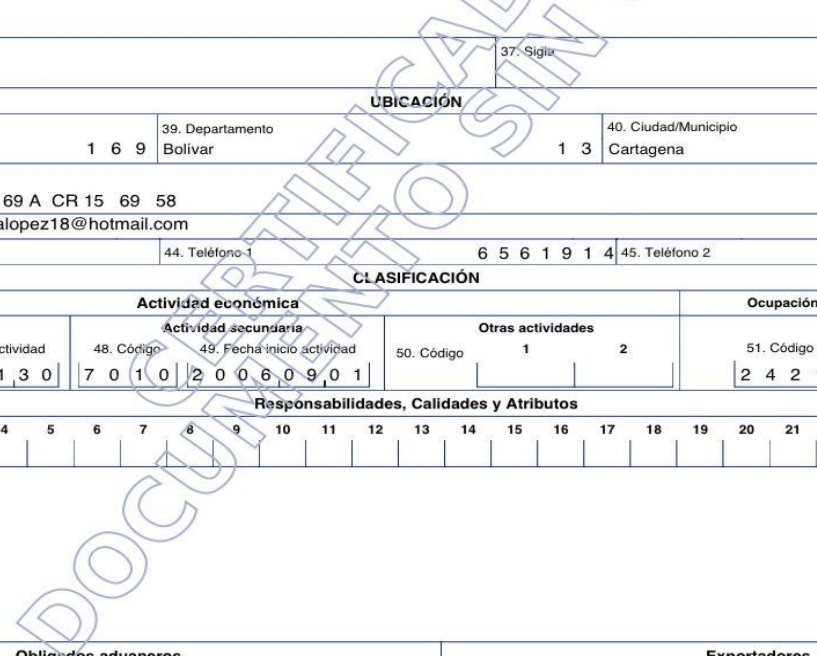 37. Sigla
UBICACIÓN
39. Departamento 40. Ciudad/Municipio
1 6 9 Bolívar 1 3 Cartagena
69 A CR 15 69 58
alopez18@hotmail.com
44. Teléfono 1 6 5 6 1 9 1 4 45. Teléfono 2
CLASIFICACIÓN
Actividad económica Ocupación
Actividad secundaria Otras actividades
ctividad 48. Código 49. Fecha inicio actividad 50. Código 1 2 51. Código
1 3 0 7 0 1 0 2 0 0 6 0 9 0 1 2 4 2
Responsabilidades, Calidades y Atributos
4 5 6 7 8 9 10 11 12 13 14 15 16 17 18 19 20 21
Obligados aduaneros Exportadores
CERTIFICAD
DOCUMENTO SIN